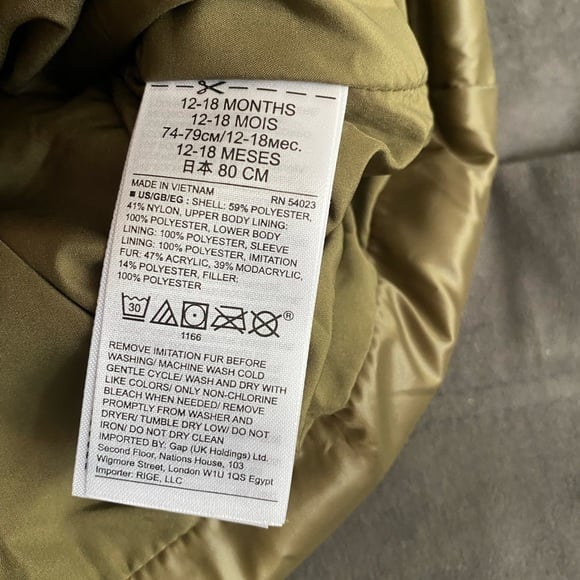 12-18 MONTHS
12-18 MOIS
74-79см/12-18мес.
12-18 MESES
日本 80 CM
MADE IN VIETNAM RN 54023
■ US/GB/EG : SHELL: 59% POLYESTER,
41% NYLON, UPPER BODY LINING:
100% POLYESTER, LOWER BODY
LINING: 100% POLYESTER, SLEEVE
LINING: 100% POLYESTER, IMITATION
FUR: 47% ACRYLIC, 39% MODACRYLIC,
14% POLYESTER, FILLER:
100% POLYESTER
30 ®
1166
REMOVE IMITATION FUR BEFORE
WASHING/ MACHINE WASH COLD
GENTLE CYCLE/ WASH AND DRY WITH
LIKE COLORS/ ONLY NON-CHLORINE
BLEACH WHEN NEEDED/ REMOVE
PROMPTLY FROM WASHER AND
DRYER/ TUMBLE DRY LOW/ DO NOT
IRON/ DO NOT DRY CLEAN
IMPORTED BY: Gap (UK Holdings) Ltd.
Second Floor, Nations House, 103
Wigmore Street, London W1U 1QS Egypt
Importer: RIGE, LLC